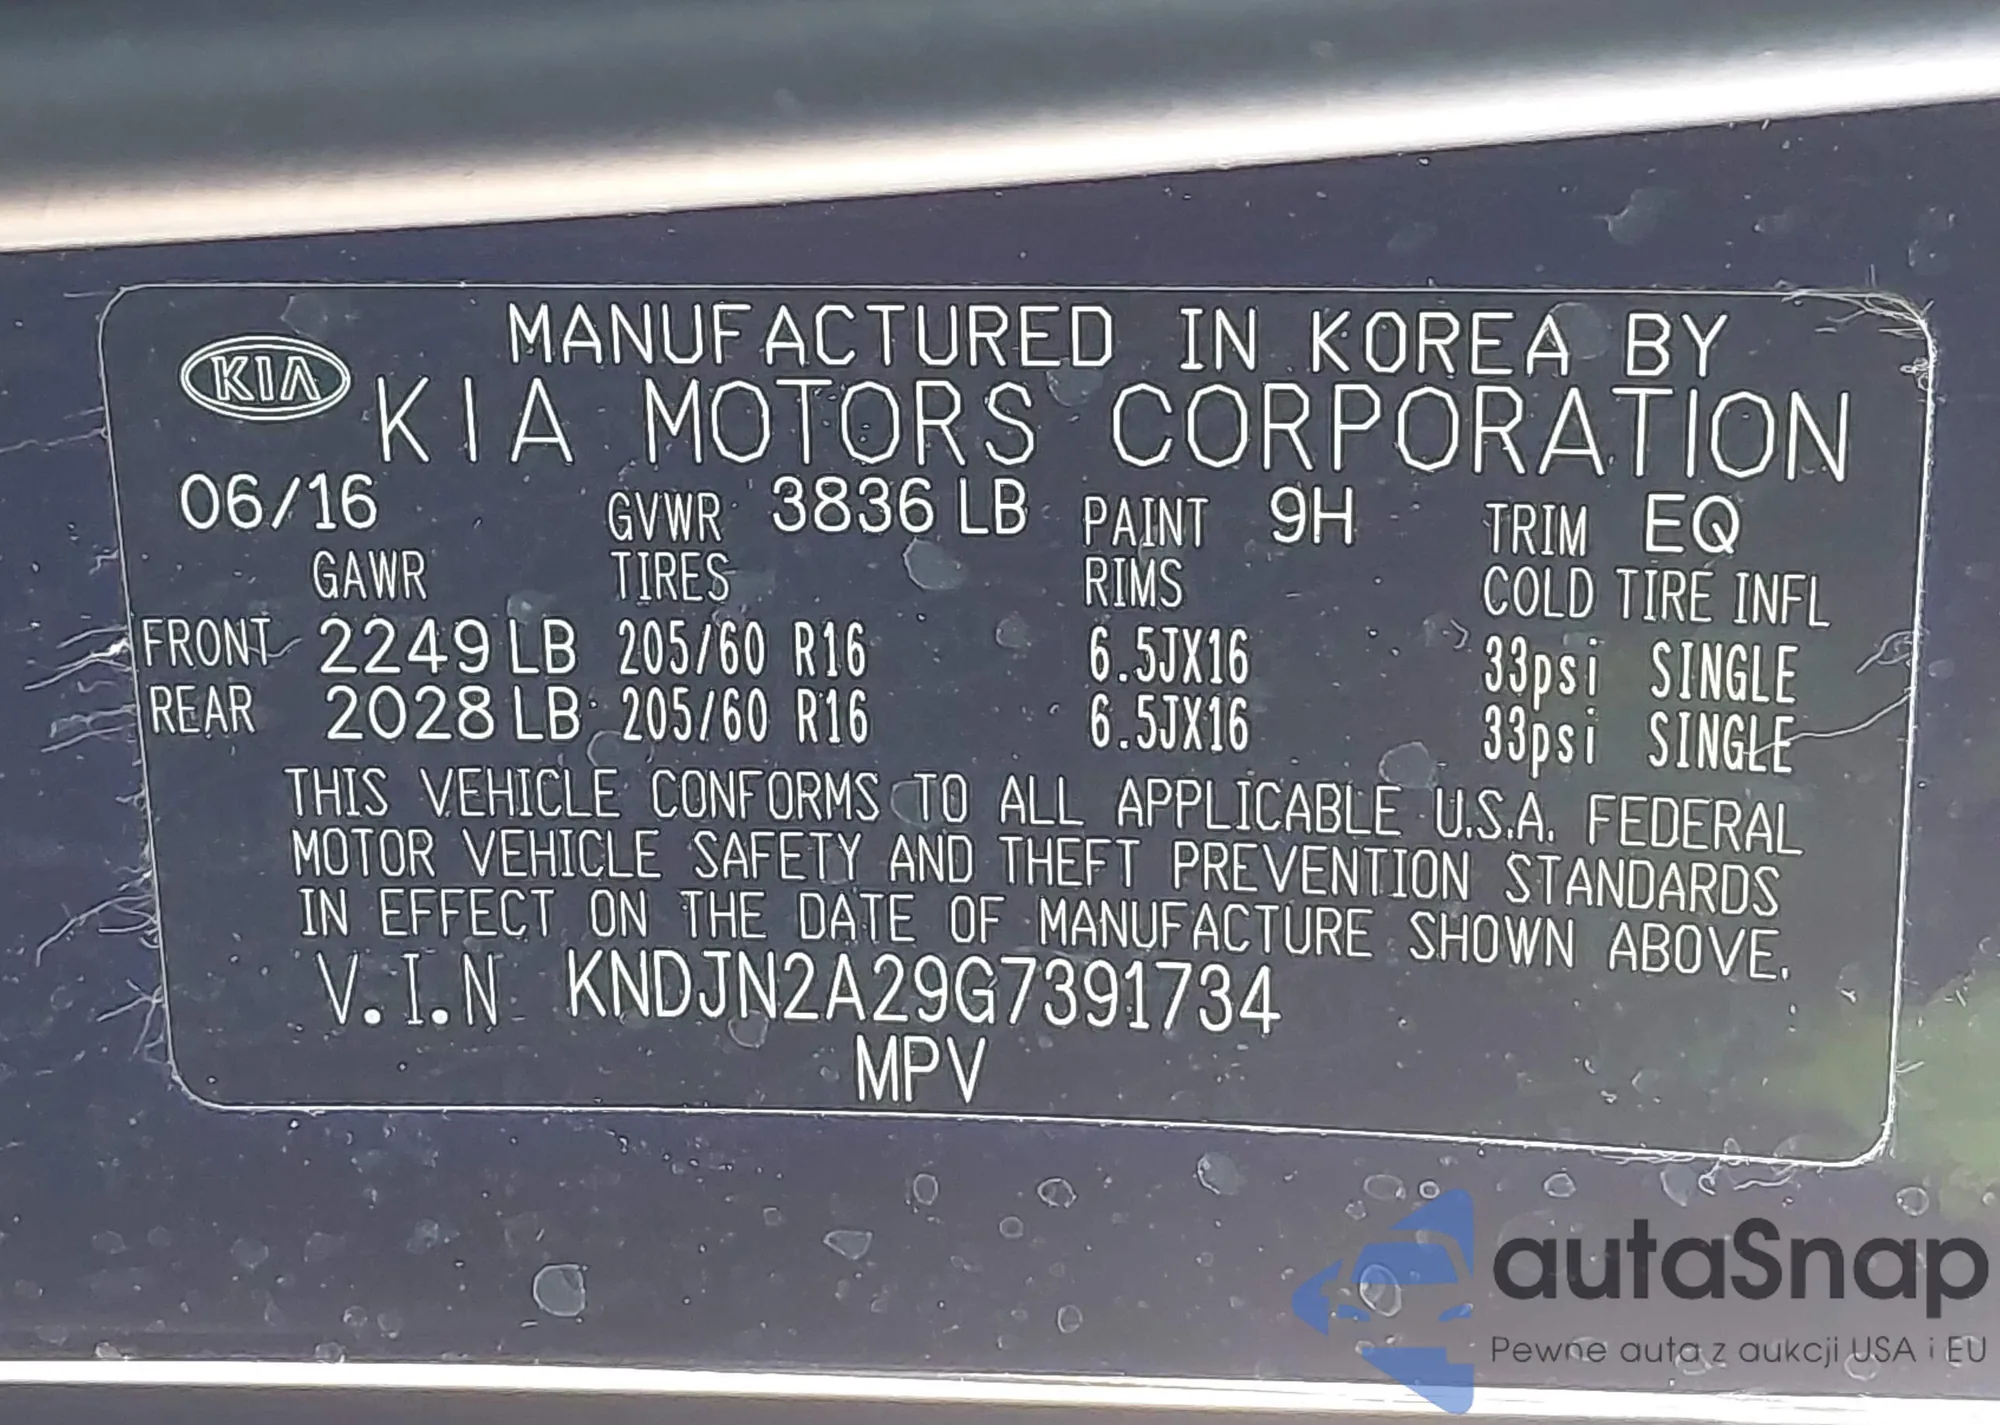 MANUFACTURED IN KOREA BY
KIA KIA MOTORS CORPORATION
06/16 GVWR 3836 LB PAINT 9H TRIM EQ
GAWR TIRES RIMS COLD TIRE INFL
FRONT 2249 LB 205/60 R16 6.5JX16 33psi SINGLE
REAR 2028 LB 205/60 R16 6.5JX16 33psi SINGLE
THIS VEHICLE CONFORMS TO ALL APPLICABLE U.S.A. FEDERAL
MOTOR VEHICLE SAFETY AND THEFT PREVENTION STANDARDS
IN EFFECT ON THE DATE OF MANUFACTURE SHOWN ABOVE.
V.I.N KNDJN2A29G7391734
MPV
autaSnap
Pewne auta z aukcji USA i EU